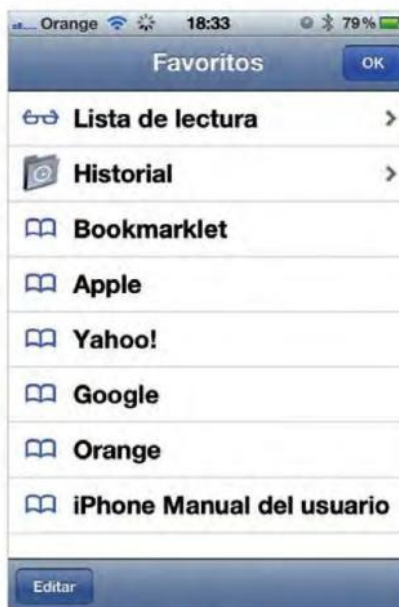 Orange 18:33 79%
Favoritos OK
Lista de lectura
Historial
Bookmarklet
Apple
Yahoo!
Google
Orange
iPhone Manual del usuario
Editar